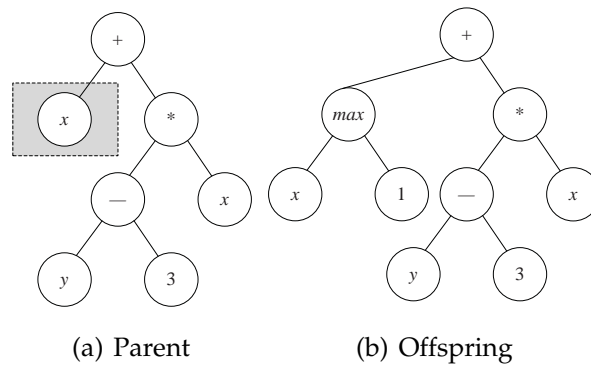 + +
x * max *
— x x 1 — x
y 3 y 3
(a) Parent (b) Offspring